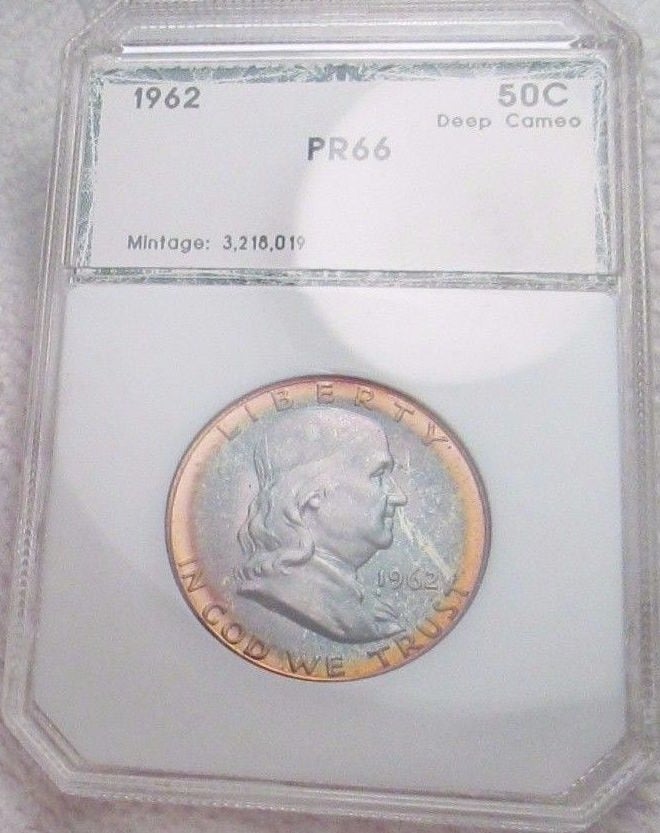 1962 50C
Deep Cameo
PR66
Mintage: 3,218,019
LIBERTY
1962
IN GOD WE TRUST